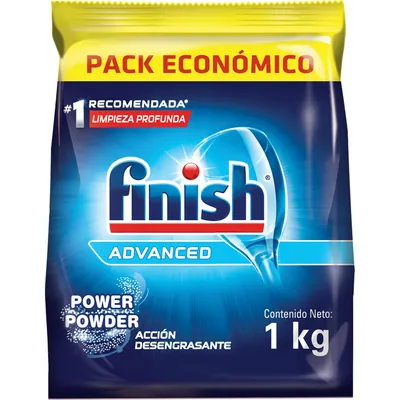 PACK ECONÓMICO
#1 RECOMENDADA*
LIMPIEZA PROFUNDA
finish®
ADVANCED
POWER
POWDER
ACCIÓN
DESENGRASANTE
Contenido Neto:
1 kg